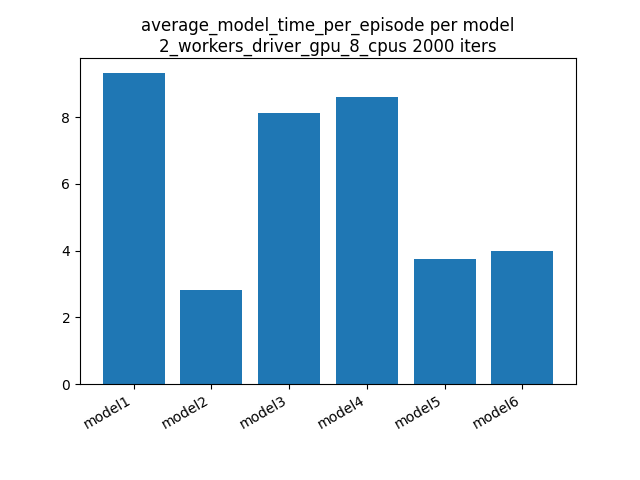 average_model_time_per_episode per model
2_workers_driver_gpu_8_cpus 2000 iters
8
6
4
2
0
model1
model2
model3
model4
model5
model6